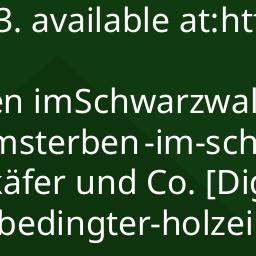 3. available at:htt
en imSchwarzwal
msterben-im-sch
käfer und Co. [Dig
bedingter-holzei